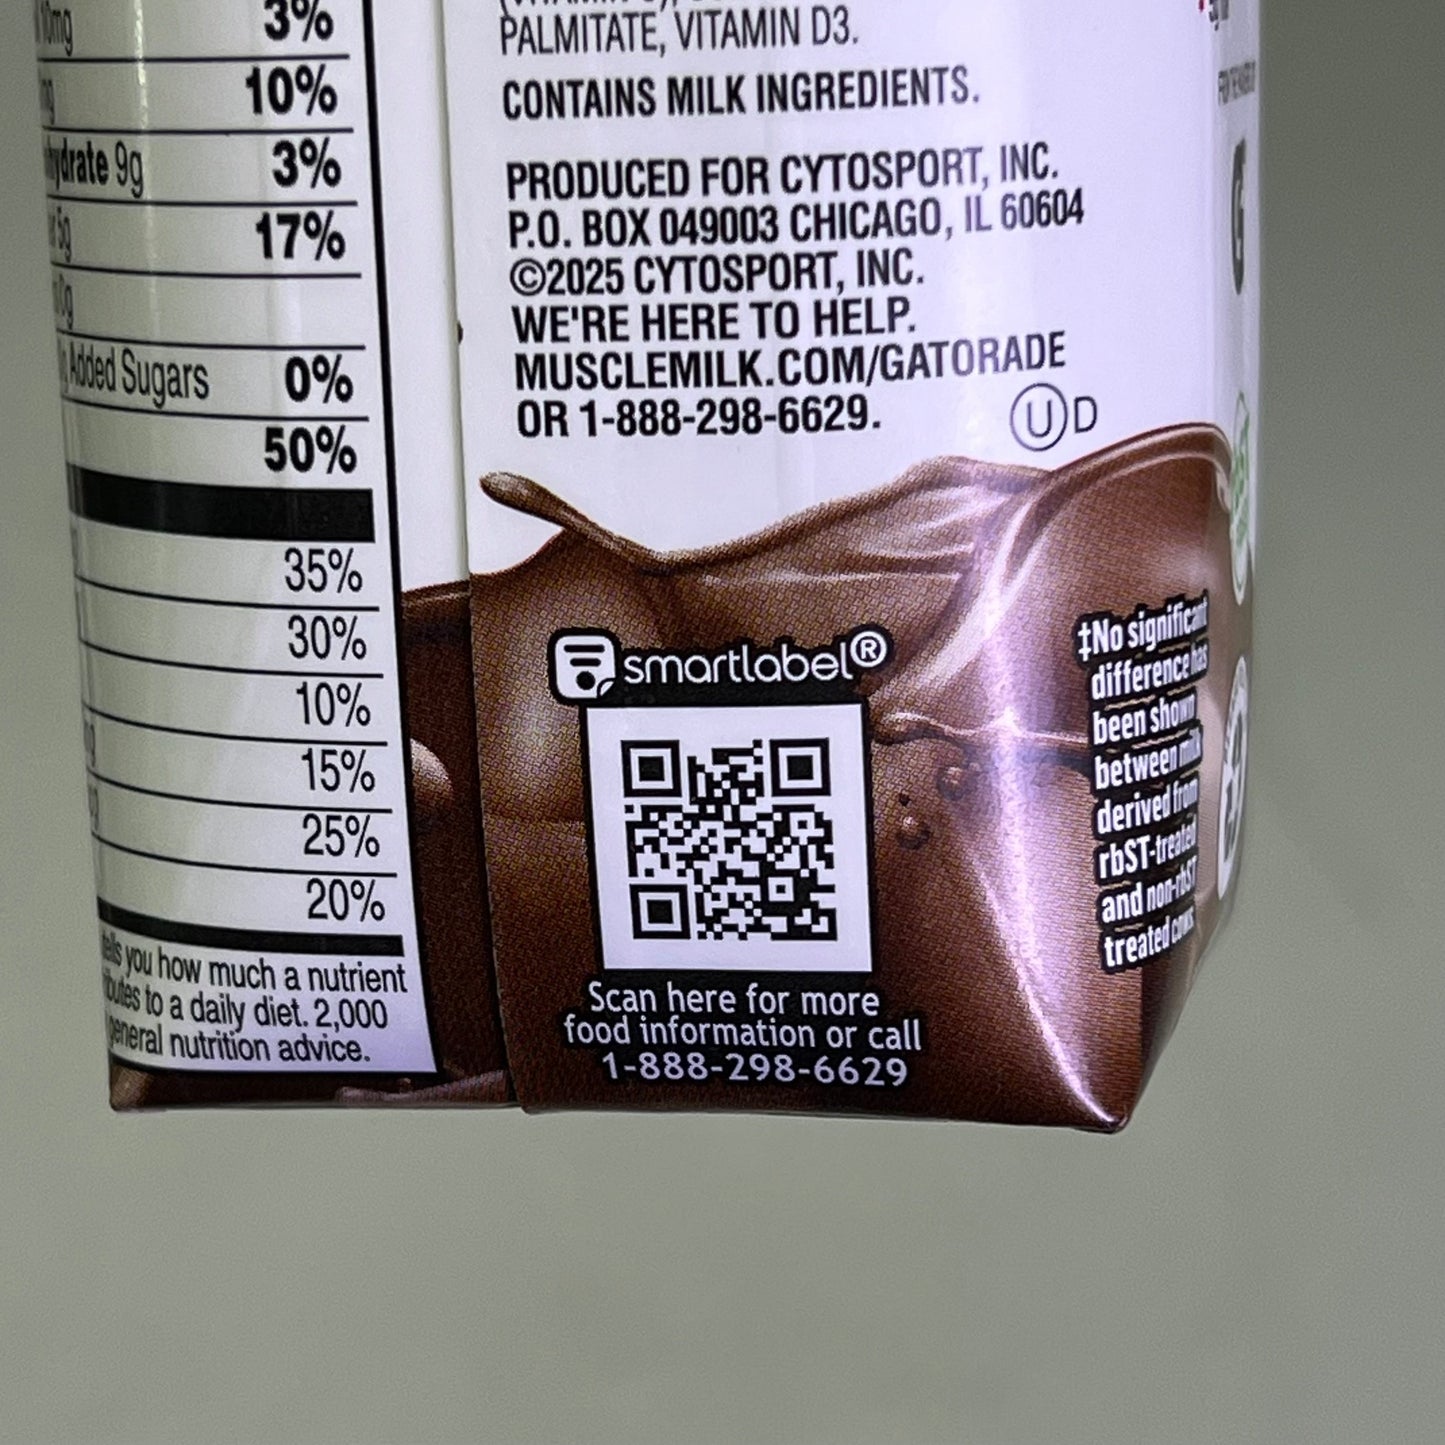 3%
10%
hydrate 9g 3%
5g 17%
0g
Added Sugars 0%
50%
35%
30%
10%
15%
25%
20%
you how much a nutrient
to a daily diet. 2,000
general nutrition advice.
PALMITATE, VITAMIN D3.
CONTAINS MILK INGREDIENTS.
PRODUCED FOR CYTOSPORT, INC.
P.O. BOX 049003 CHICAGO, IL 60604
©2025 CYTOSPORT, INC.
WE'RE HERE TO HELP.
MUSCLEMILK.COM/GATORADE
OR 1-888-298-6629.
U D
smartlabel®
Scan here for more
food information or call
1-888-298-6629
‡No significant
difference has
been shown
between milk
derived from
rbST-treated
and non-rbST
treated cows